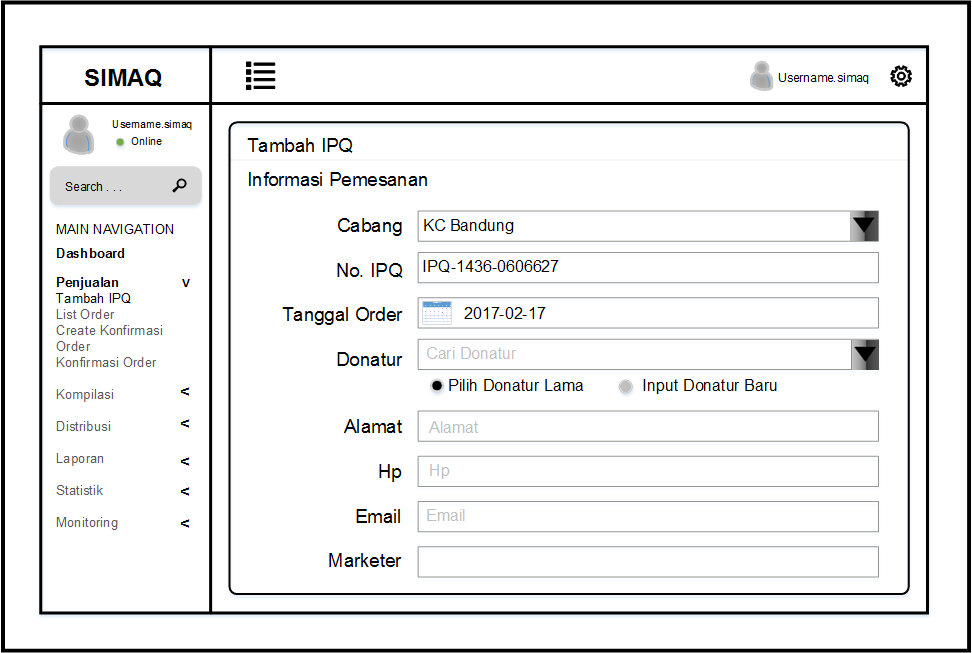 SIMAQ
Username.simaq
Username.simaq
Online
Search . . .
MAIN NAVIGATION
Dashboard
Penjualan v
Tambah IPQ
List Order
Create Konfirmasi
Order
Konfirmasi Order
Kompilasi <
Distribusi <
Laporan <
Statistik <
Monitoring <
Tambah IPQ
Informasi Pemesanan
Cabang KC Bandung
No. IPQ IPQ-1436-0606627
Tanggal Order 2017-02-17
Donatur Cari Donatur
Pilih Donatur Lama Input Donatur Baru
Alamat Alamat
Hp Hp
Email Email
Marketer